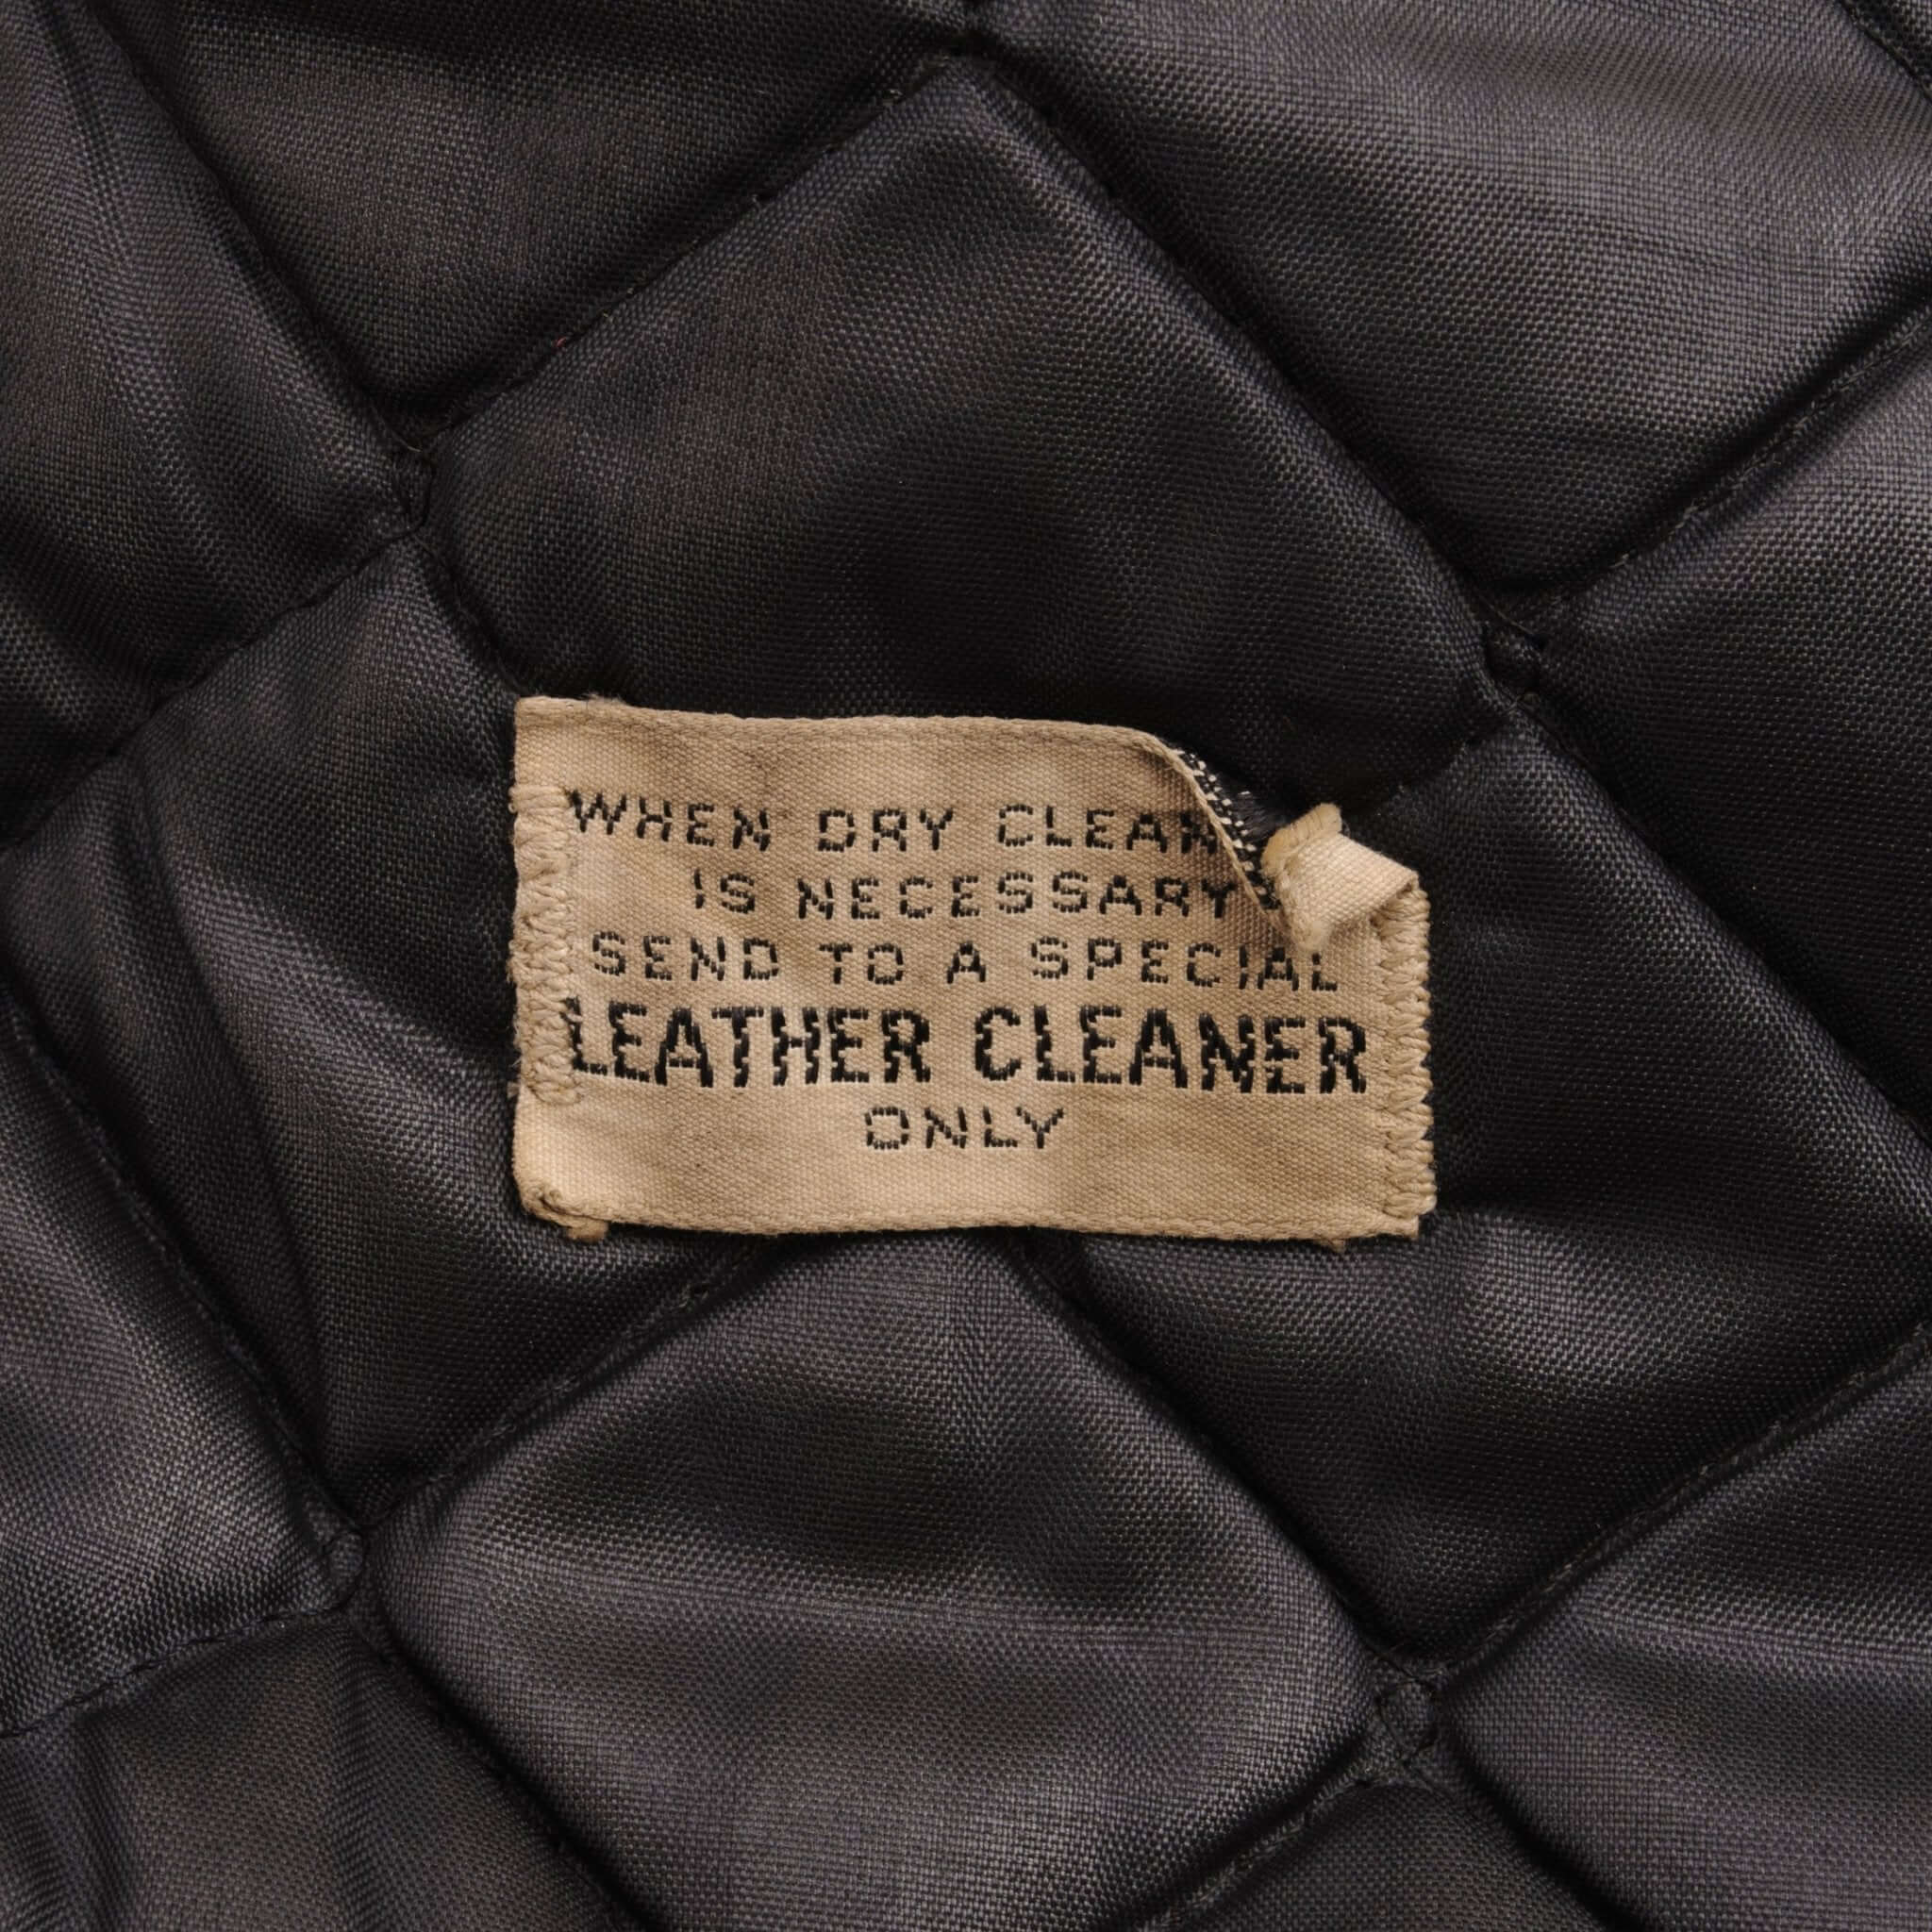 WHEN DRY CLEAN
IS NECESSARY
SEND TO A SPECIAL
LEATHER CLEANER
ONLY